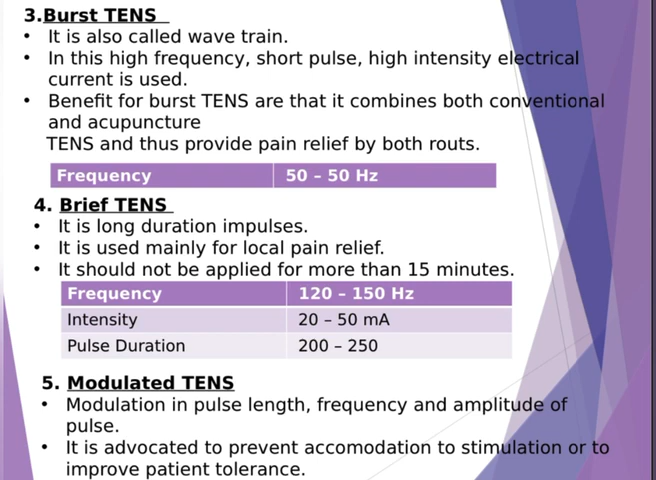 3.Burst TENS
• It is also called wave train.
• In this high frequency, short pulse, high intensity electrical
current is used.
• Benefit for burst TENS are that it combines both conventional
and acupuncture
TENS and thus provide pain relief by both routs.
Frequency 50 – 50 Hz
4. Brief TENS
• It is long duration impulses.
• It is used mainly for local pain relief.
• It should not be applied for more than 15 minutes.
Frequency 120 – 150 Hz
Intensity 20 – 50 mA
Pulse Duration 200 – 250
5. Modulated TENS
• Modulation in pulse length, frequency and amplitude of
pulse.
• It is advocated to prevent accomodation to stimulation or to
improve patient tolerance.